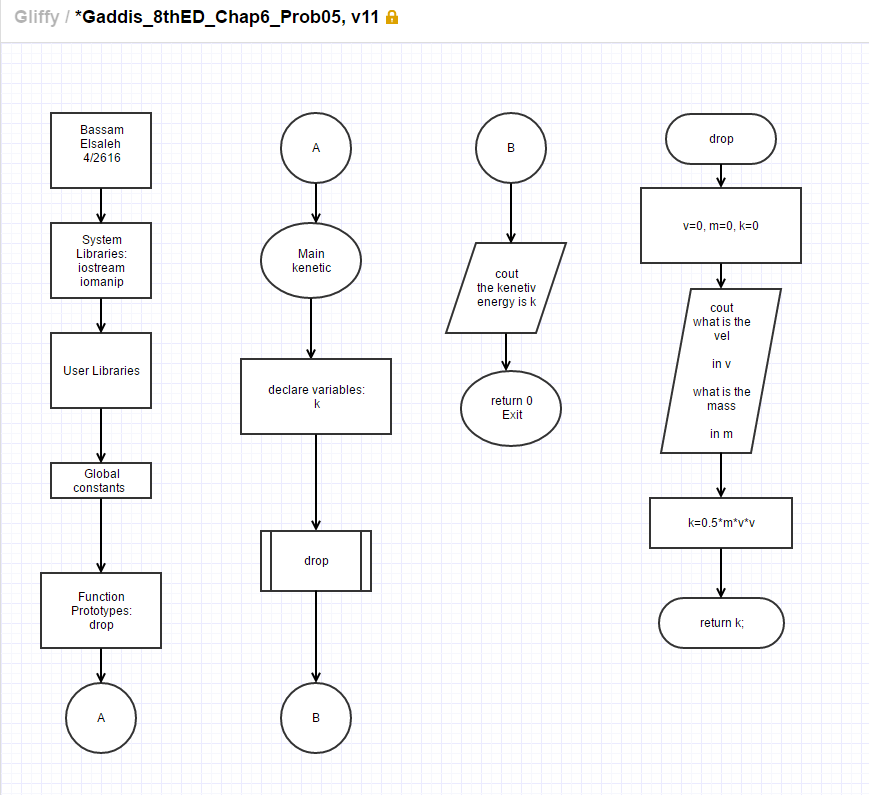 Gliffy / *Gaddis_8thED_Chap6_Prob05, v11
Bassam
Elsaleh
4/2616
System
Libraries:
iostream
iomanip
User Libraries
Global
constants
Function
Prototypes:
drop
A
A
Main
kenetic
declare variables:
k
drop
B
B
cout
the kenetiv
energy is k
return 0
Exit
drop
v=0, m=0, k=0
cout
what is the
vel
in v
what is the
mass
in m
k=0.5*m*v*v
return k;